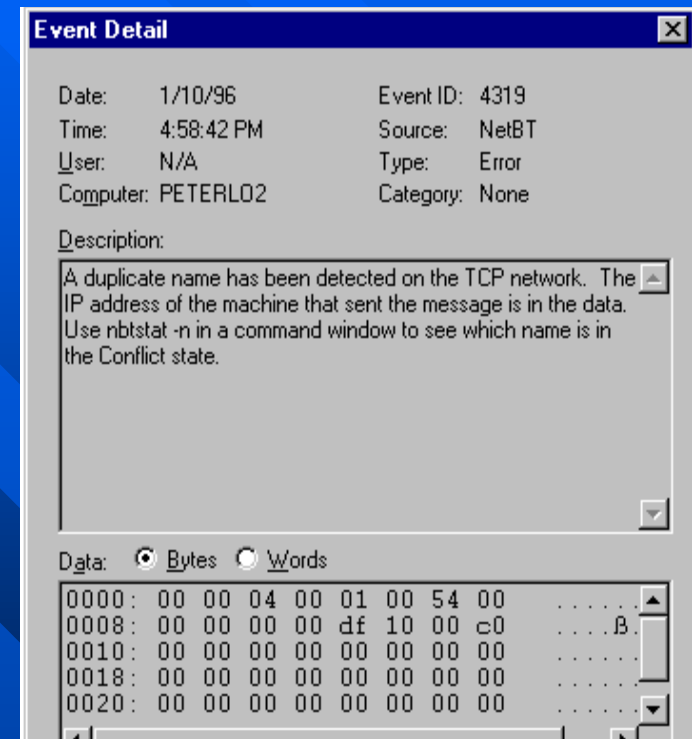 Event Detail
Date: 1/10/96 Event ID: 4319
Time: 4:58:42 PM Source: NetBT
User: N/A Type: Error
Computer: PETERLO2 Category: None
Description:
A duplicate name has been detected on the TCP network. The
IP address of the machine that sent the message is in the data.
Use nbtstat -n in a command window to see which name is in
the Conflict state.
Data: Bytes Words
0000: 00 00 04 00 01 00 54 00 ......
0008: 00 00 00 00 df 10 00 c0 ....ß.
0010: 00 00 00 00 00 00 00 00 ......
0018: 00 00 00 00 00 00 00 00 ......
0020: 00 00 00 00 00 00 00 00 ......